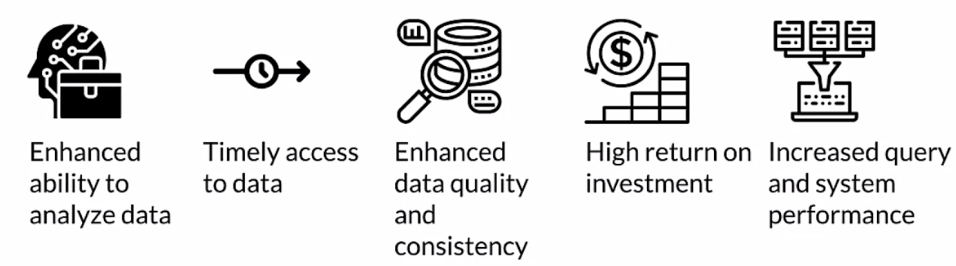 Enhanced
ability to
analyze data
Timely access
to data
Enhanced
data quality
and
consistency
High return on
investment
Increased query
and system
performance